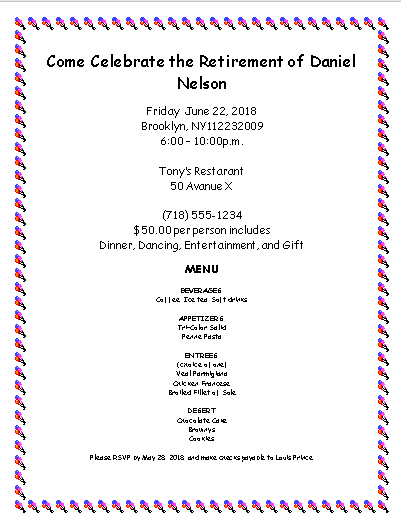 Come Celebrate the Retirement of Daniel
Nelson
Friday June 22, 2018
Brooklyn, NY112232009
6:00 – 10:00p.m.
Tony's Restarant
50 Avanue X
(718) 555-1234
$50.00 per person includes
Dinner, Dancing, Entertainment, and Gift
MENU
BEVERAGES
Coffee Ice tea Soft drinks
APPETIZERS
Tri-Color Salad
Penne Pasta
ENTREES
(choice of one)
Veal Parmigiana
Chicken Francese
Broiled Fillet of Sole
DESERT
Chocolate Cake
Brownys
Cookies
Please RSVP by May 28, 2018 and make checks payable to Louis Prince